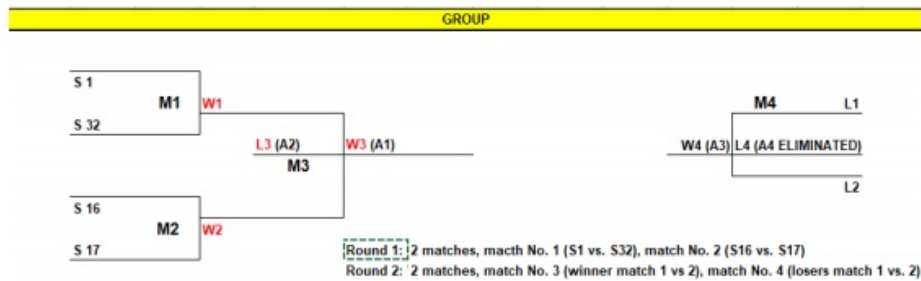 GROUP
S 1
M1 W1
M4 L1
S 32
L3 (A2) W3 (A1)
W4 (A3) L4 (A4 ELIMINATED)
M3
S 16
L2
M2 W2
S 17
Round 1: 2 matches, macth No. 1 (S1 vs. S32), match No. 2 (S16 vs. S17)
Round 2: 2 matches, match No. 3 (winner match 1 vs 2), match No. 4 (losers match 1 vs. 2)